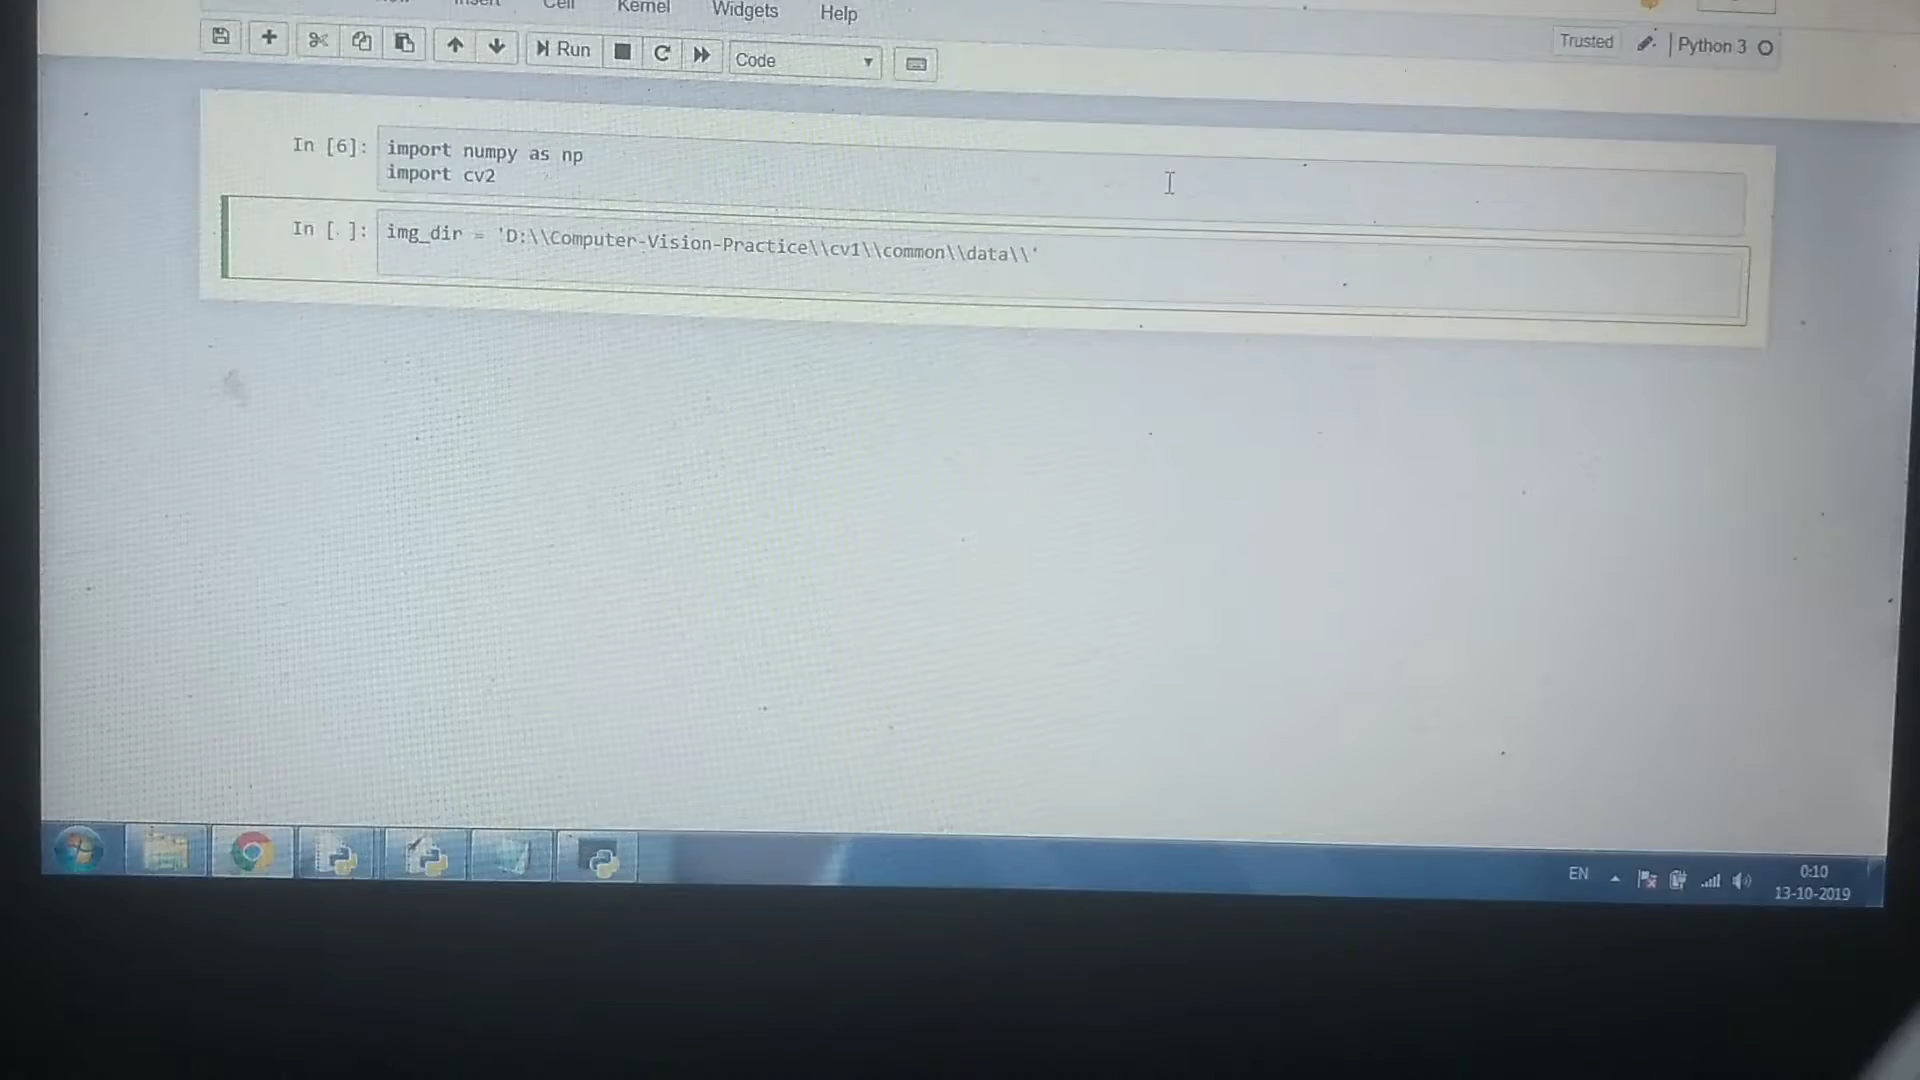 Cell
Kernel
Widgets
Help
Run
Code
Trusted
Python 3
In [6]:
import numpy as np
import cv2
In [ ]:
img_dir = 'D:\\Computer-Vision-Practice\\cv1\\common\\data\\'
EN
0:10
13-10-2019